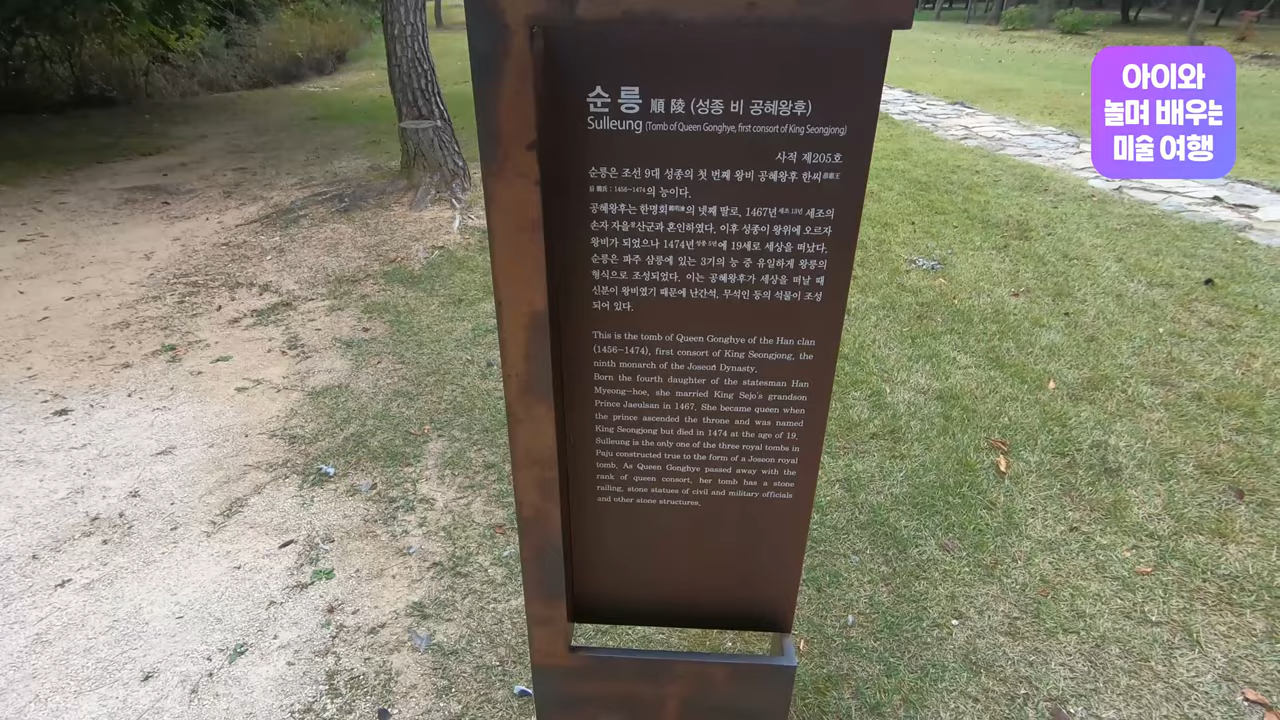 순릉 順陵 (성종 비 공혜왕후)
Sulleung (Tomb of Queen Gonghye, first consort of King Seongjong)
사적 제205호
순릉은 조선 9대 성종의 첫 번째 왕비 공혜왕후 한씨恭惠王
后 韓氏 : 1456-1474의 능이다.
공혜왕후는 한명회韓明澮의 넷째 딸로, 1467년세조 13년 세조의
손자 자을산군과 혼인하였다. 이후 성종이 왕위에 오르자
왕비가 되었으나 1474년성종 5년에 19세로 세상을 떠났다.
순릉은 파주 삼릉에 있는 3기의 능 중 유일하게 왕릉의
형식으로 조성되었다. 이는 공혜왕후가 세상을 떠날 때
신분이 왕비였기 때문에 난간석, 무석인 등의 석물이 조성
되어 있다.
This is the tomb of Queen Gonghye of the Han clan
(1456-1474), first consort of King Seongjong, the
ninth monarch of the Joseon Dynasty.
Born the fourth daughter of the statesman Han
Myeong-hoe, she married King Sejo's grandson
Prince Jaeulsan in 1467. She became queen when
the prince ascended the throne and was named
King Seongjong but died in 1474 at the age of 19.
Sulleung is the only one of the three royal tombs in
Paju constructed true to the form of a Joseon royal
tomb. As Queen Gonghye passed away with the
rank of queen consort, her tomb has a stone
railing, stone statues of civil and military officials
and other stone structures.
아이와
놀며 배우는
미술 여행